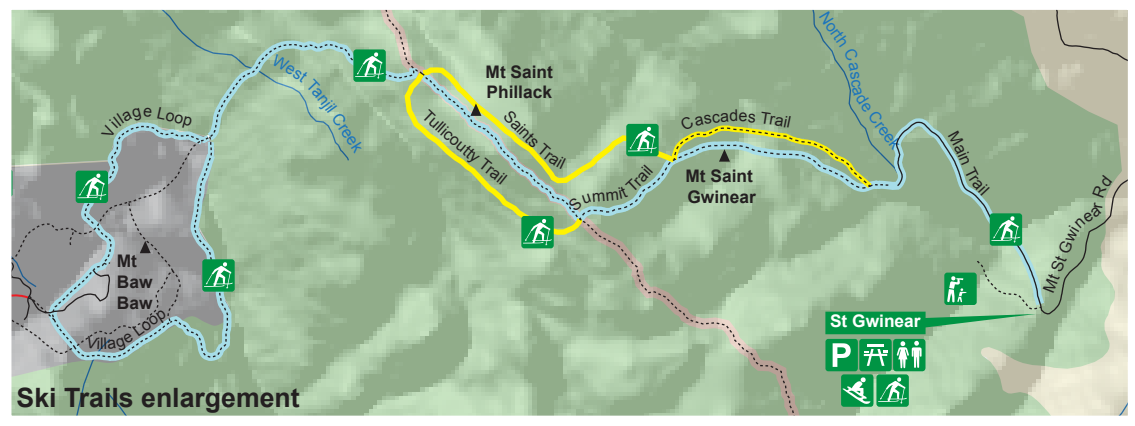 North Cascade Creek
West Tanjil Creek
Mt Saint
Phillack
Village Loop
Tullicoutty Trail
Saints Trail
Cascades Trail
Main Trail
Mt Saint
Gwinear
Summit Trail
Mt St Gwinear Rd
Mt
Baw
Baw
Village Loop
St Gwinear
P
Ski Trails enlargement